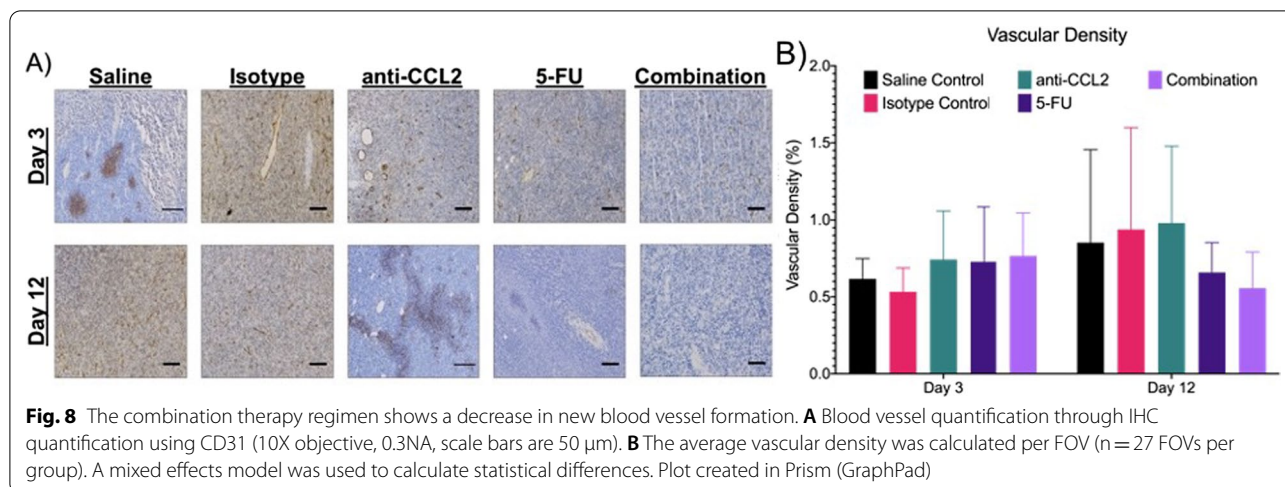 A)
Saline Isotype anti-CCL2 5-FU Combination
Day 3
Day 12
B)
Vascular Density
Saline Control anti-CCL2 Combination
Isotype Control 5-FU
Vascular Density (%)
2.0
1.5
1.0
0.5
0.0
Day 3 Day 12
Fig. 8 The combination therapy regimen shows a decrease in new blood vessel formation. A Blood vessel quantification through IHC
quantification using CD31 (10X objective, 0.3NA, scale bars are 50 μm). B The average vascular density was calculated per FOV (n = 27 FOVs per
group). A mixed effects model was used to calculate statistical differences. Plot created in Prism (GraphPad)